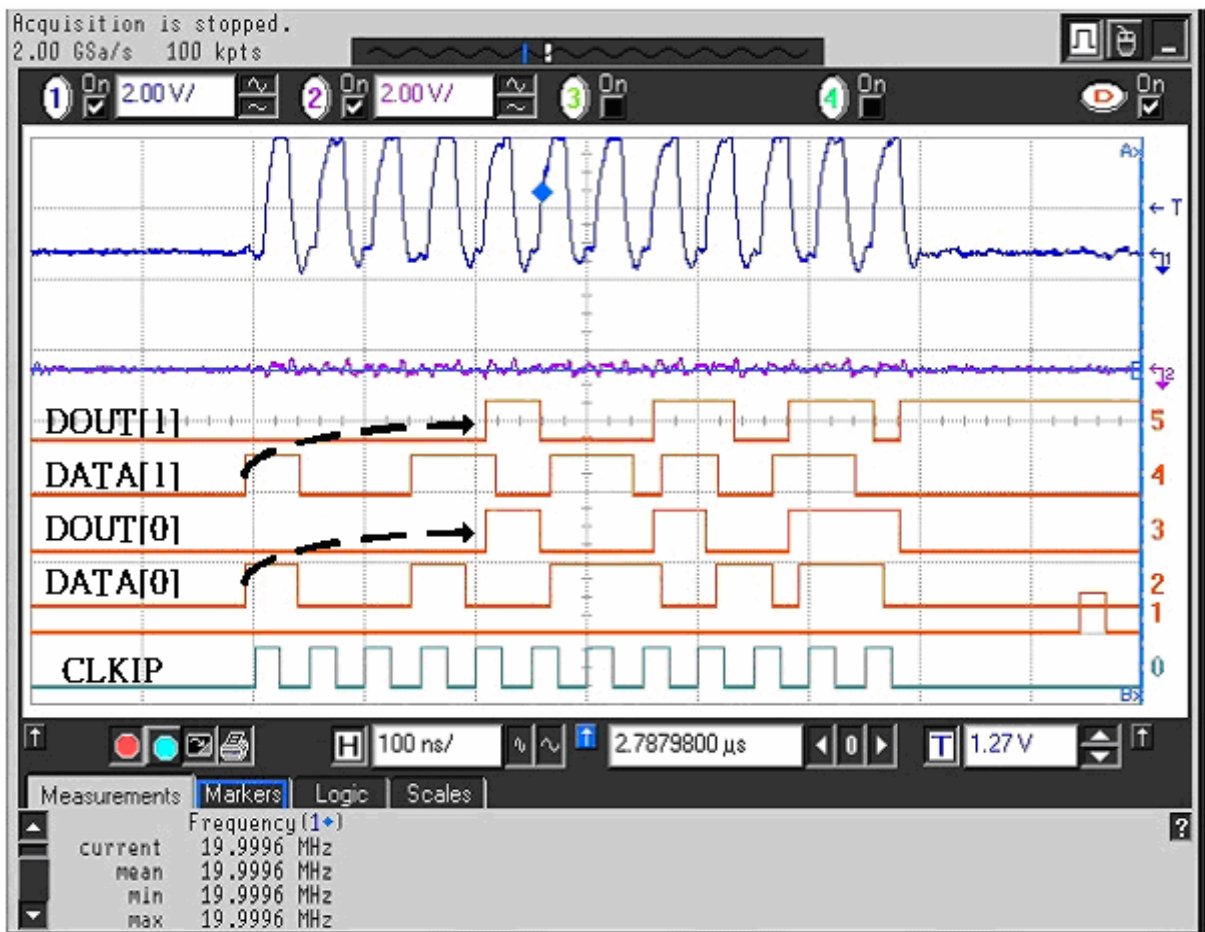 Acquisition is stopped.
2.00 GSa/s 100 kpts
1 On 2.00 V/ 2 On 2.00 V/ 3 On 4 On D On
Ax
T
1
2
DOUT[1] 5
DATA[1] 4
DOUT[0] 3
DATA[0] 2
1
CLKIP 0
Bx
H 100 ns/ 2.7879800 µs 0 T 1.27 V
Measurements Markers Logic Scales
Frequency(1) ?
current 19.9996 MHz
mean 19.9996 MHz
min 19.9996 MHz
max 19.9996 MHz